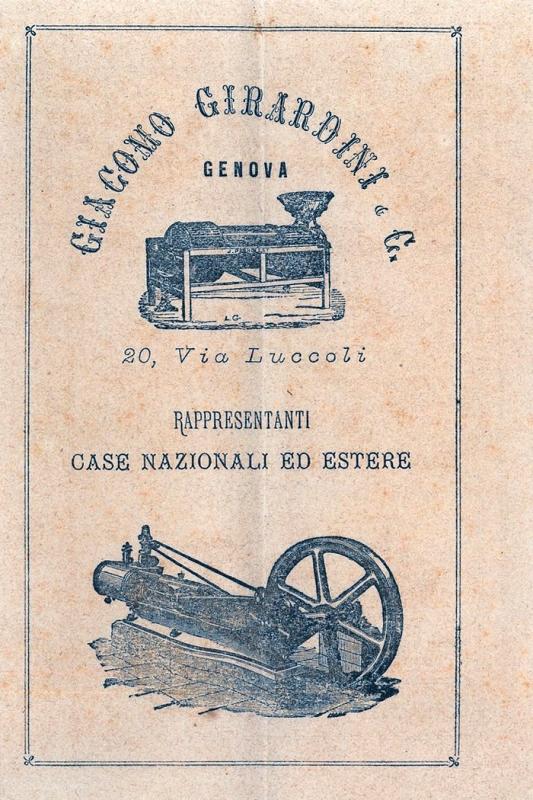 GIACOMO GIRARDINI & C.
GENOVA
L.G.
20, Via Luccoli
RAPPRESENTANTI
CASE NAZIONALI ED ESTERE